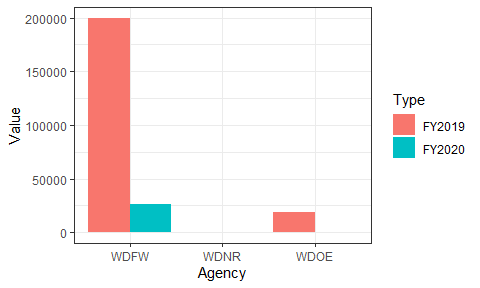 200000
150000
100000
50000
0
Value
WDFW WDNR WDOE
Agency
Type
FY2019
FY2020